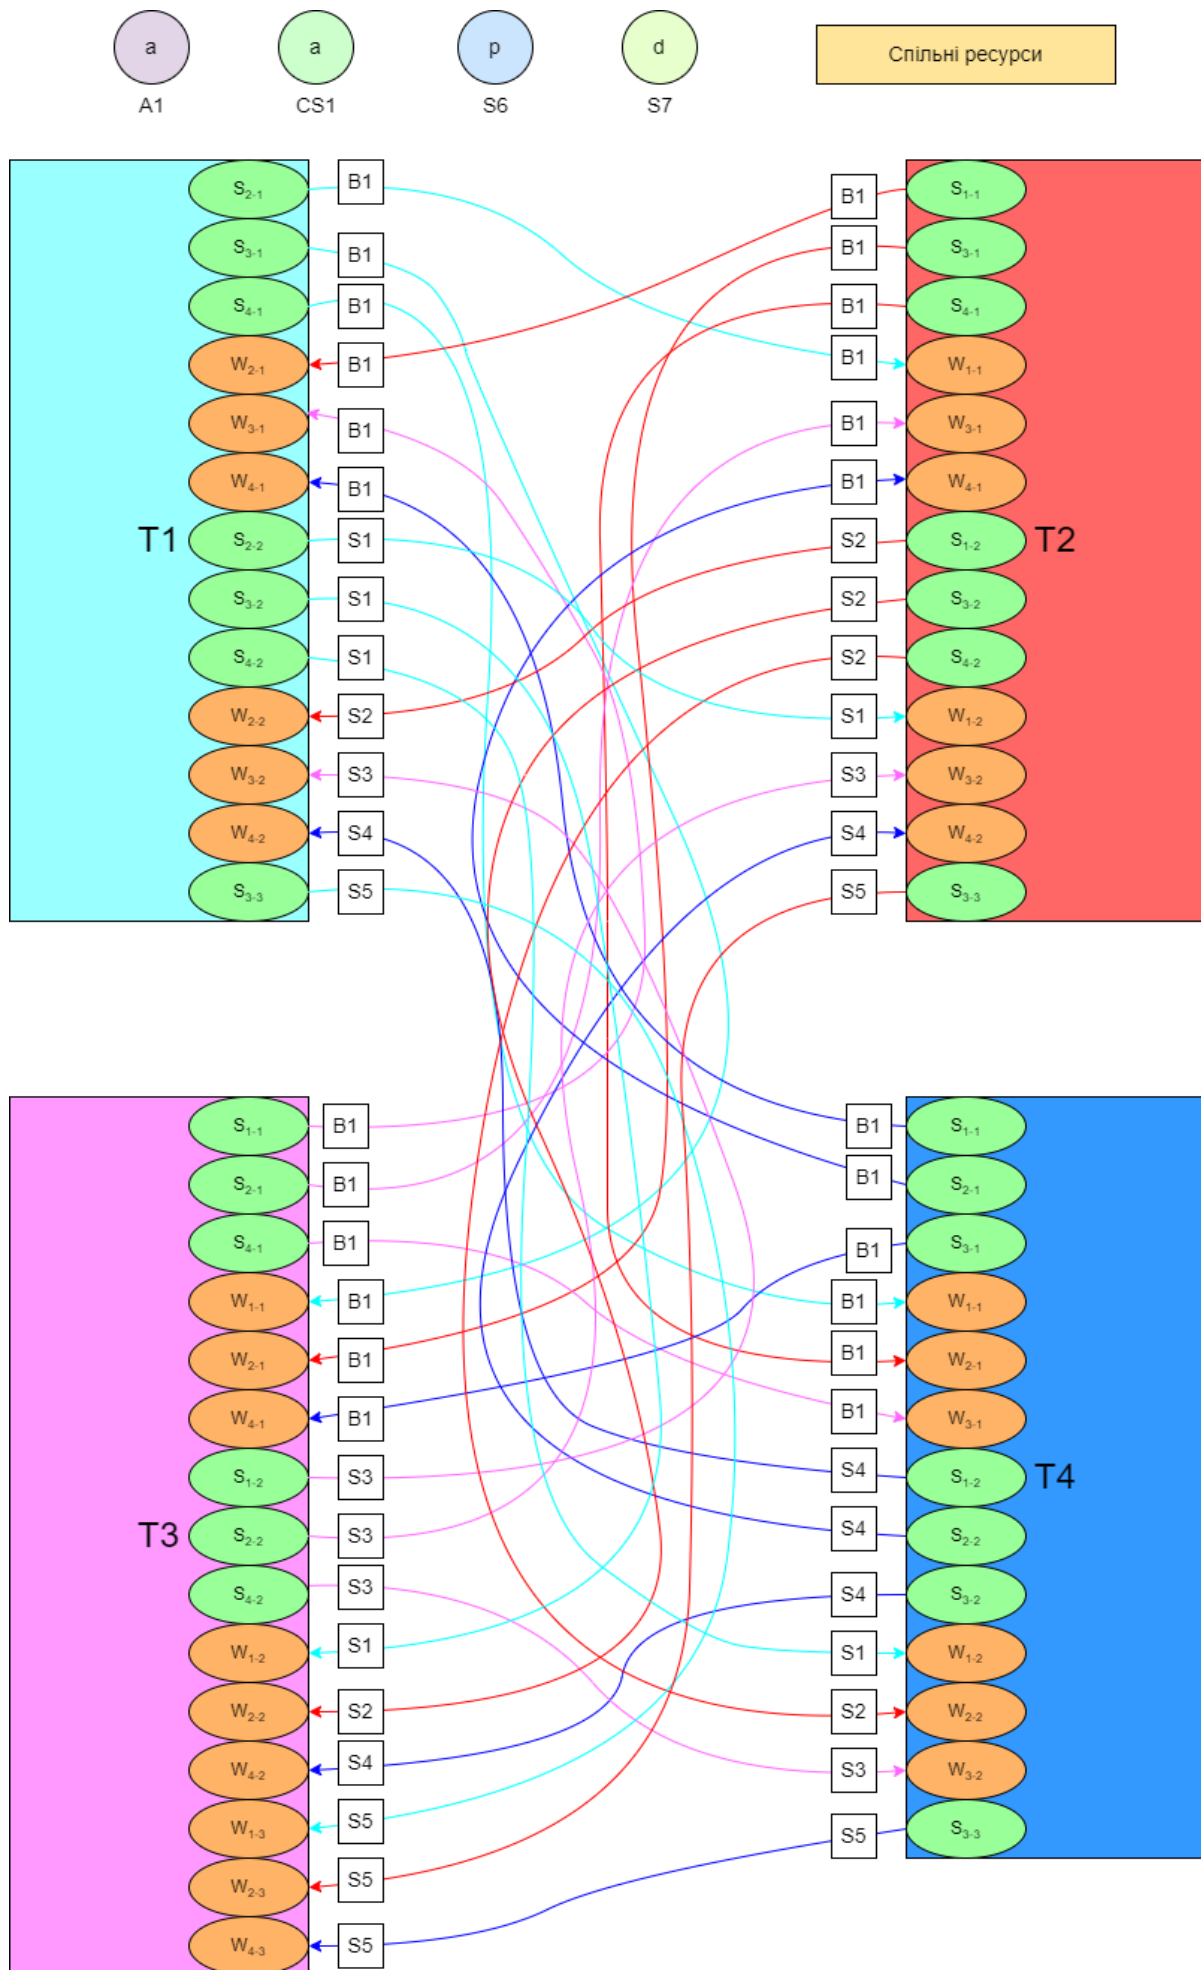 a a p d Спільні ресурси
A1 CS1 S6 S7
S2-1 B1 B1 S1-1
S3-1 B1 B1 S3-1
S4-1 B1 B1 S4-1
W2-1 B1 B1 W1-1
W3-1 B1 B1 W3-1
W4-1 B1 B1 W4-1
T1 S2-2 S1 S2 S1-2 T2
S3-2 S1 S2 S3-2
S4-2 S1 S2 S4-2
W2-2 S2 S1 W1-2
W3-2 S3 S3 W3-2
W4-2 S4 S4 W4-2
S3-3 S5 S5 S3-3
S1-1 B1 B1 S1-1
S2-1 B1 B1 S2-1
S4-1 B1 B1 S3-1
W1-1 B1 B1 W1-1
W2-1 B1 B1 W2-1
W4-1 B1 B1 W3-1
S1-2 S3 S4 S1-2 T4
T3 S2-2 S3 S4 S2-2
S4-2 S3 S4 S3-2
W1-2 S1 S1 W1-2
W2-2 S2 S2 W2-2
W4-2 S4 S3 W3-2
W1-3 S5 S5 S3-3
W2-3 S5
W4-3 S5